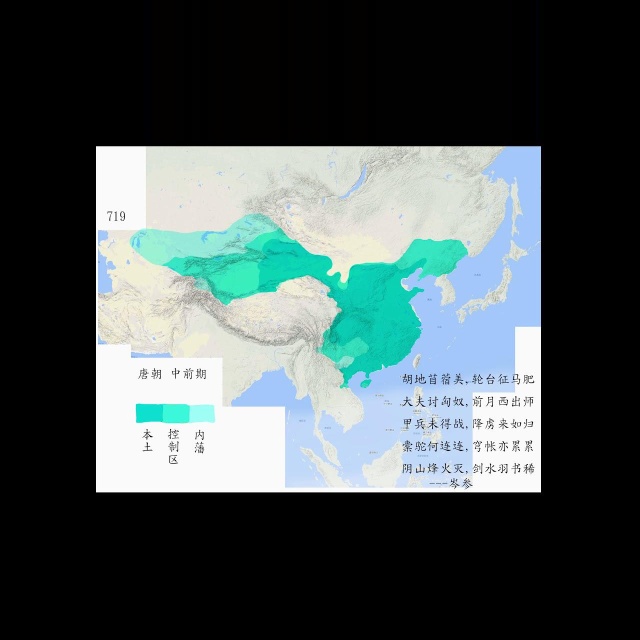 719
唐朝 中前期
本土
控制区
内藩
胡地苜蓿美,轮台征马肥
大夫讨匈奴,前月西出师
甲兵未得战,降虏来如归
橐驼何连连,穹帐亦累累
阴山烽火灭,剑水羽书稀
---岑参